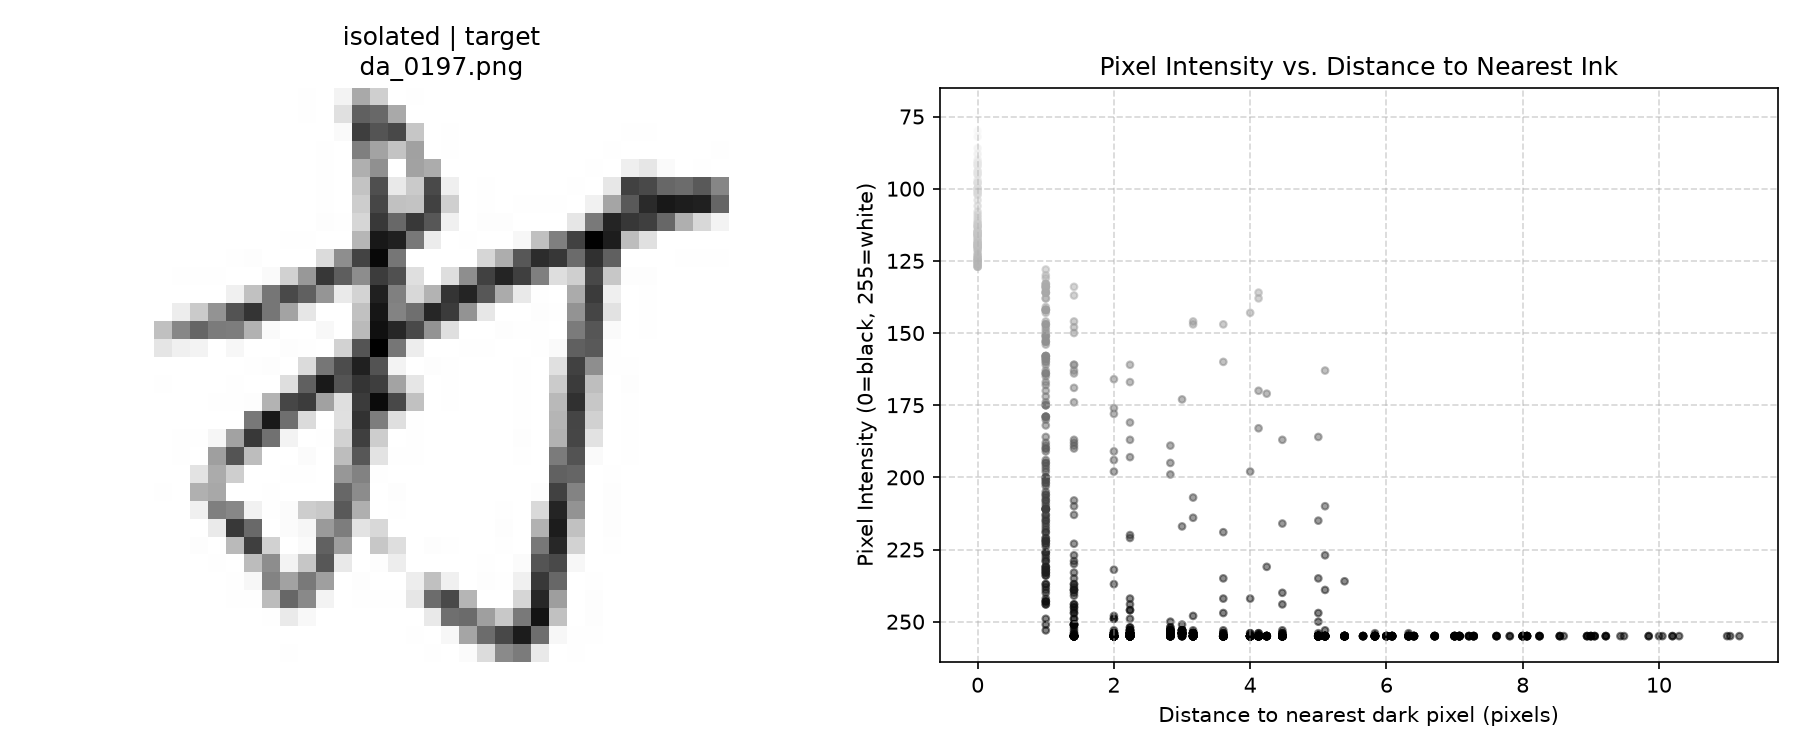 isolated | target
da_0197.png
Pixel Intensity vs. Distance to Nearest Ink
Pixel Intensity (0=black, 255=white)
75
100
125
150
175
200
225
250
0 2 4 6 8 10
Distance to nearest dark pixel (pixels)